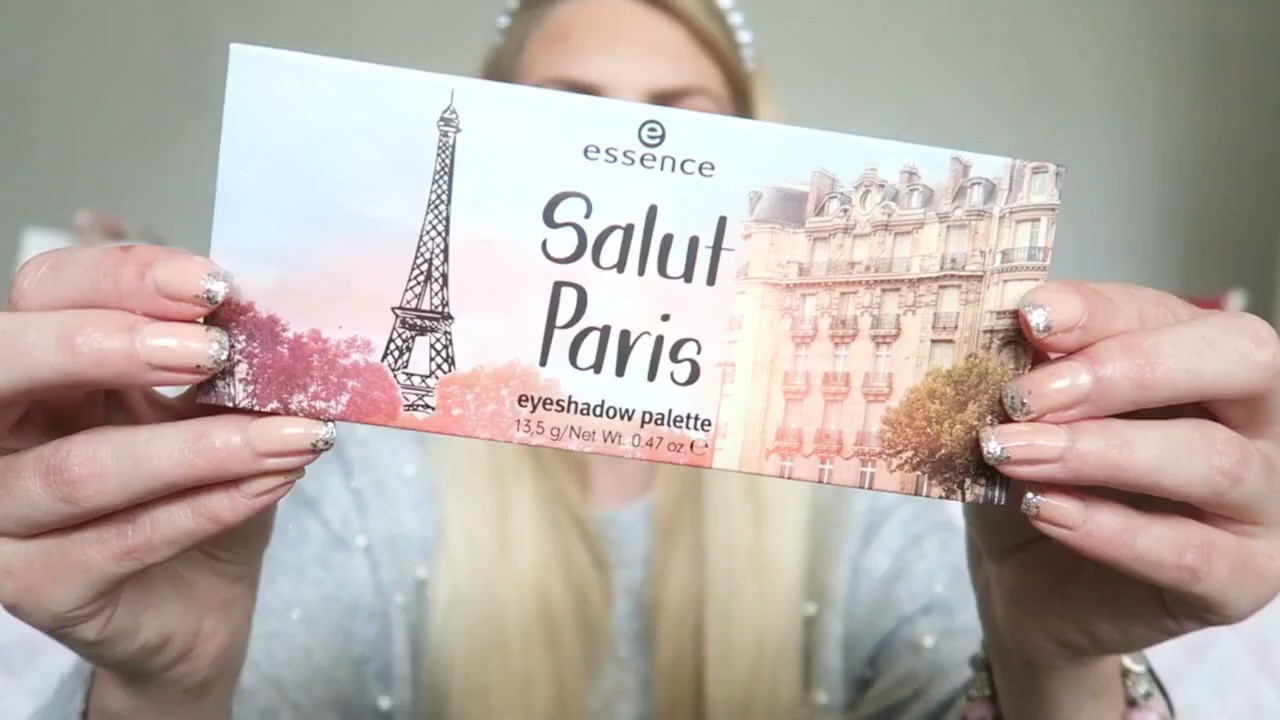 e
essence
Salut
Paris
eyeshadow palette
13,5 g/Net Wt. 0.47 oz. ℮